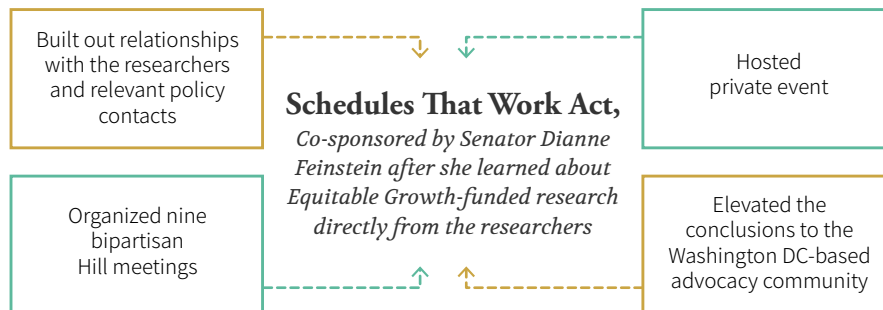 Built out relationships
with the researchers
and relevant policy
contacts
Hosted
private event
Schedules That Work Act,
Co-sponsored by Senator Dianne
Feinstein after she learned about
Equitable Growth-funded research
directly from the researchers
Organized nine
bipartisan
Hill meetings
Elevated the
conclusions to the
Washington DC-based
advocacy community